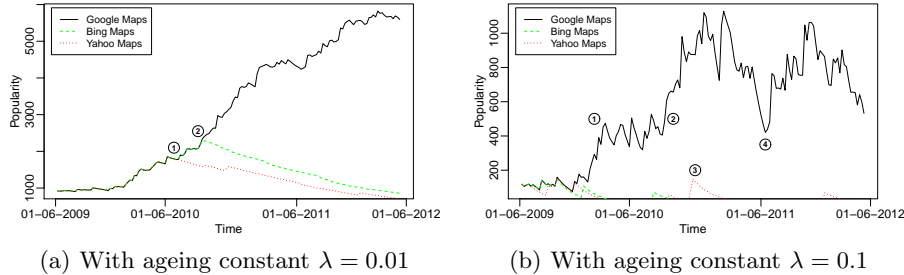 Google Maps
Bing Maps
Yahoo Maps
Popularity
1000
3000
5000
1
2
01−06−2009
01−06−2010
01−06−2011
01−06−2012
Time
(a) With ageing constant λ = 0.01
Google Maps
Bing Maps
Yahoo Maps
Popularity
200
400
600
800
1000
1
2
3
4
01−06−2009
01−06−2010
01−06−2011
01−06−2012
Time
(b) With ageing constant λ = 0.1